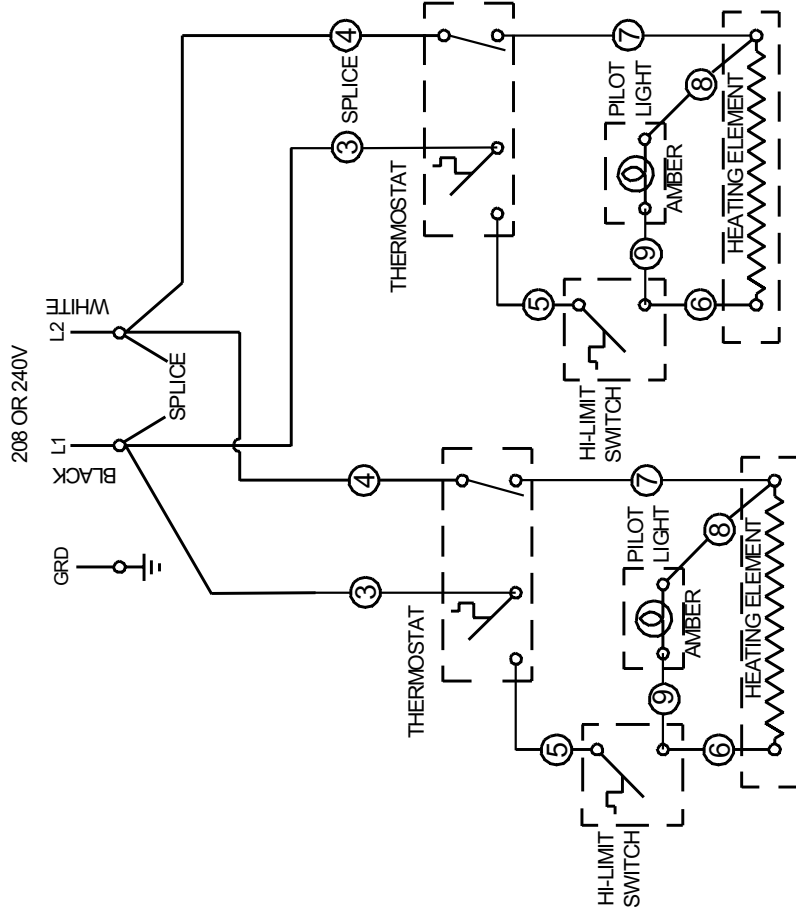 208 OR 240V
GRD
L1
L2
BLACK
WHITE
SPLICE
3
4
3
SPLICE
4
THERMOSTAT
THERMOSTAT
5
7
5
7
HI-LIMIT
SWITCH
PILOT
LIGHT
AMBER
9
8
6
HEATING ELEMENT
HI-LIMIT
SWITCH
PILOT
LIGHT
AMBER
9
8
6
HEATING ELEMENT